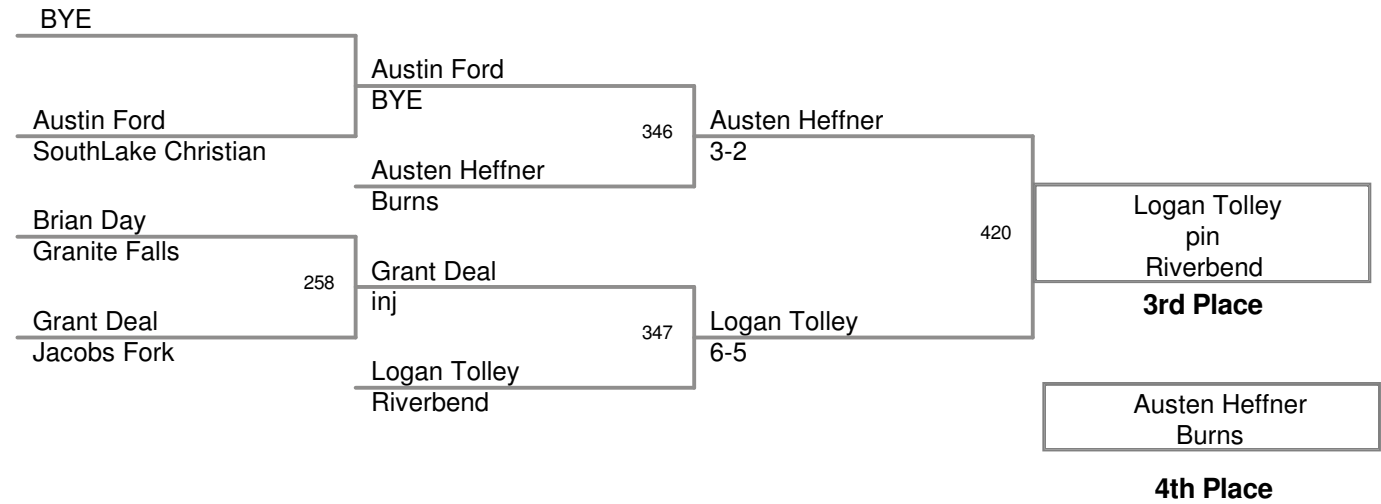 BYE
Austin Ford
SouthLake Christian
Brian Day
Granite Falls
258
Grant Deal
Jacobs Fork
Austin Ford
BYE
346
Austen Heffner
Burns
Grant Deal
inj
347
Logan Tolley
Riverbend
Austen Heffner
3-2
420
Logan Tolley
6-5
Logan Tolley
pin
Riverbend
3rd Place
Austen Heffner
Burns
4th Place